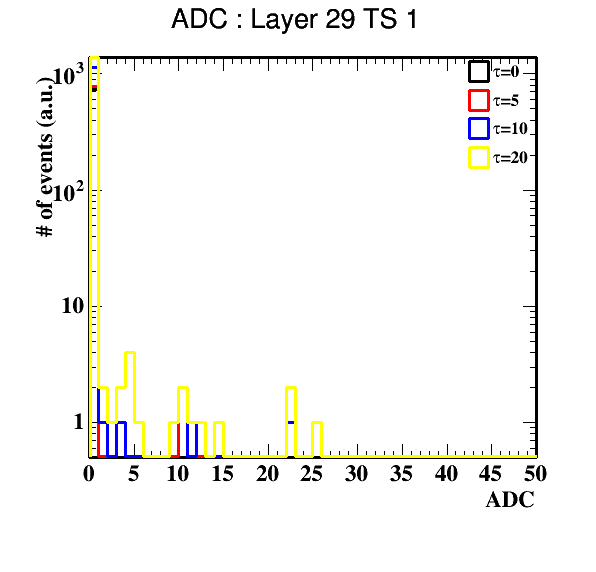 ADC : Layer 29 TS 1
# of events (a.u.)
10³
10²
10
1
τ=0
τ=5
τ=10
τ=20
0 5 10 15 20 25 30 35 40 45 50
ADC